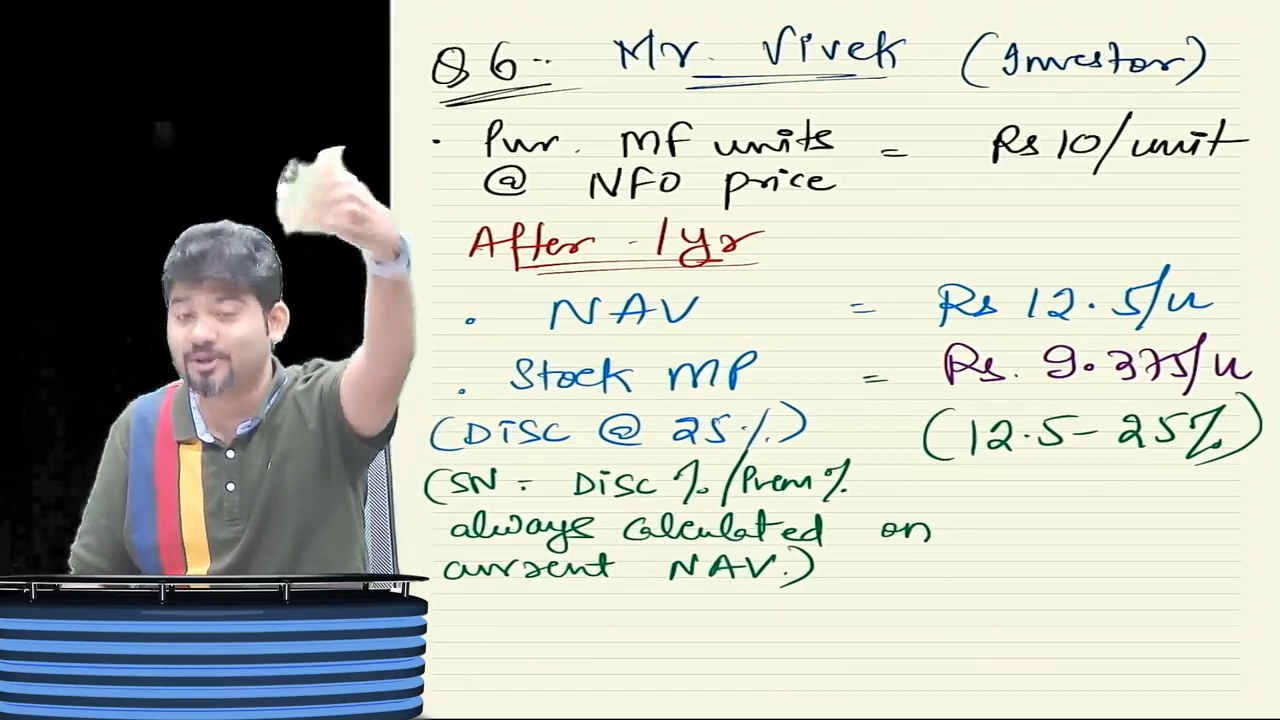 Q6.. Mr. Vivek (Investor)
• Pur. MF units = Rs 10/unit
@ NFO price
After - 1yr
• NAV = Rs 12.5/u
• Stock MP = Rs. 9.375/u
(DISC @ 25%) (12.5 - 25%)
(SN - DISC %/Prem %
always calculated on
current NAV.)